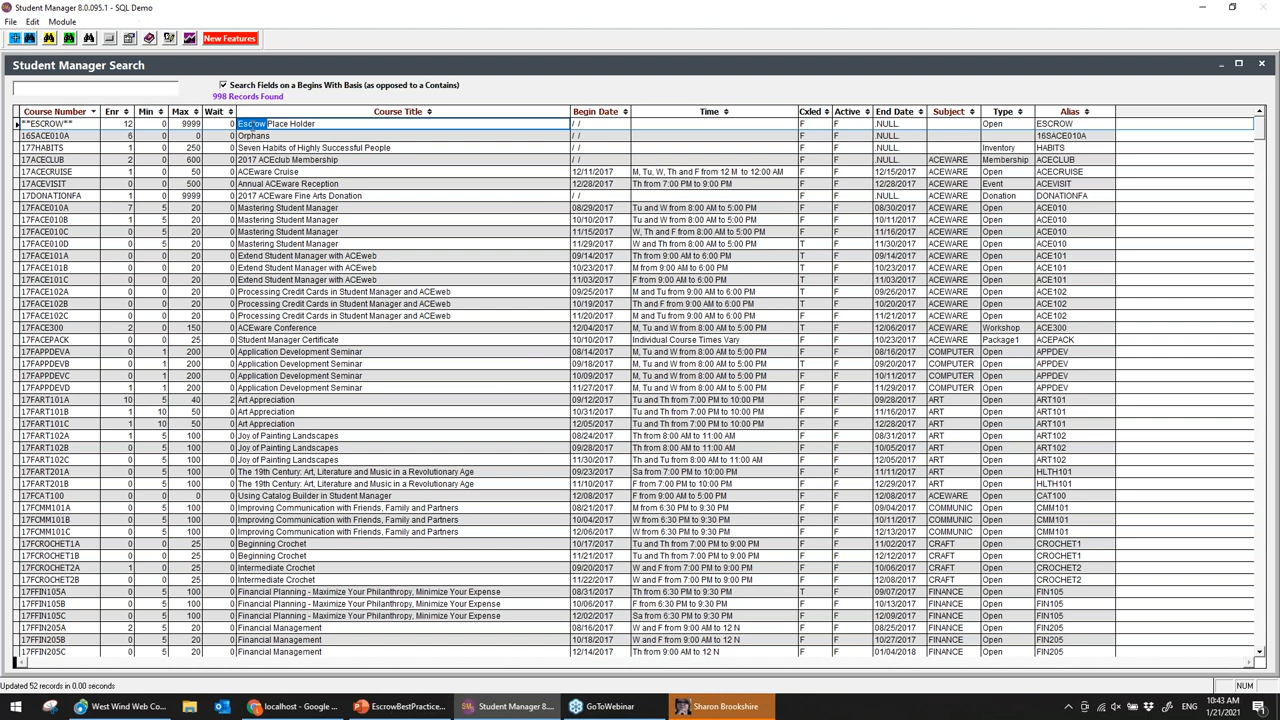 Student Manager 8.0.095.1 - SQL Demo
File Edit Module
New Features
Student Manager Search
Search Fields on a Begins With Basis (as opposed to a Contains)
998 Records Found
Course Number Enr Min Max Wait Course Title Begin Date Time Cxled Active End Date Subject Type Alias
**ESCROW** 12 0 9999 0 Escrow Place Holder / / F F .NULL. Open ESCROW
16SACE010A 6 0 0 0 Orphans / / F F .NULL. 16SACE010A
177HABITS 1 0 250 0 Seven Habits of Highly Successful People / / F F .NULL. Inventory HABITS
17ACECLUB 2 0 600 0 2017 ACEclub Membership / / F F .NULL. ACEWARE Membership ACECLUB
17ACECRUISE 1 1 50 0 ACEware Cruise 12/11/2017 M, Tu, W, Th and F from 12 M to 12:00 AM F F 12/15/2017 ACEWARE Open ACECRUISE
17ACEVISIT 0 0 500 0 Annual ACEware Reception 12/28/2017 Th from 7:00 PM to 9:00 PM F F 12/28/2017 ACEWARE Event ACEVISIT
17DONATIONFA 1 0 9999 0 2017 ACEware Fine Arts Donation / / F F .NULL. ACEWARE Donation DONATIONFA
17FACE010A 7 5 20 0 Mastering Student Manager 08/29/2017 Tu and W from 8:00 AM to 5:00 PM F F 08/30/2017 ACEWARE Open ACE010
17FACE010B 1 5 20 0 Mastering Student Manager 10/10/2017 Tu and W from 8:00 AM to 5:00 PM F F 10/11/2017 ACEWARE Open ACE010
17FACE010C 0 5 20 0 Mastering Student Manager 11/15/2017 W, Th and F from 8:00 AM to 5:00 PM F F 11/16/2017 ACEWARE Open ACE010
17FACE010D 0 5 20 0 Mastering Student Manager 11/29/2017 W and Th from 8:00 AM to 5:00 PM T F 11/30/2017 ACEWARE Open ACE010
17FACE101A 0 0 20 0 Extend Student Manager with ACEweb 09/14/2017 Th from 9:00 AM to 6:00 PM F F 09/14/2017 ACEWARE Open ACE101
17FACE101B 0 0 20 0 Extend Student Manager with ACEweb 10/23/2017 M from 9:00 AM to 6:00 PM F F 10/23/2017 ACEWARE Open ACE101
17FACE101C 0 0 20 0 Extend Student Manager with ACEweb 11/03/2017 F from 9:00 AM to 6:00 PM F F 11/03/2017 ACEWARE Open ACE101
17FACE102A 0 0 20 0 Processing Credit Cards in Student Manager and ACEweb 09/25/2017 M and Tu from 9:00 AM to 6:00 PM F F 09/26/2017 ACEWARE Open ACE102
17FACE102B 0 0 20 0 Processing Credit Cards in Student Manager and ACEweb 10/19/2017 Th and F from 9:00 AM to 6:00 PM F F 10/20/2017 ACEWARE Open ACE102
17FACE102C 0 0 20 0 Processing Credit Cards in Student Manager and ACEweb 11/20/2017 M and Tu from 9:00 AM to 6:00 PM F F 11/21/2017 ACEWARE Open ACE102
17FACE300 2 0 150 0 ACEware Conference 12/04/2017 M, Tu and W from 8:00 AM to 5:00 PM T F 12/06/2017 ACEWARE Workshop ACE300
17FACEPACK 0 0 25 0 Student Manager Certificate 10/10/2017 Individual Course Times Vary F F 10/23/2017 ACEWARE Package1 ACEPACK
17FAPPDEVA 0 1 200 0 Application Development Seminar 08/14/2017 M, Tu and W from 8:00 AM to 5:00 PM F F 08/16/2017 COMPUTER Open APPDEV
17FAPPDEVB 0 1 200 0 Application Development Seminar 09/18/2017 M, Tu and W from 8:00 AM to 5:00 PM T F 09/20/2017 COMPUTER Open APPDEV
17FAPPDEVC 0 1 200 0 Application Development Seminar 10/09/2017 M, Tu and W from 8:00 AM to 5:00 PM F F 10/11/2017 COMPUTER Open APPDEV
17FAPPDEVD 0 1 200 0 Application Development Seminar 11/27/2017 M, Tu and W from 8:00 AM to 5:00 PM F F 11/29/2017 COMPUTER Open APPDEV
17FART101A 10 5 40 2 Art Appreciation 09/12/2017 Tu and Th from 7:00 PM to 10:00 PM F F 09/28/2017 ART Open ART101
17FART101B 1 10 50 0 Art Appreciation 10/31/2017 Tu and Th from 7:00 PM to 10:00 PM F F 11/16/2017 ART Open ART101
17FART101C 1 10 50 0 Art Appreciation 12/05/2017 Tu and Th from 7:00 PM to 10:00 PM F F 12/28/2017 ART Open ART101
17FART102A 1 5 100 0 Joy of Painting Landscapes 08/24/2017 Th from 8:00 AM to 11:00 AM F F 08/31/2017 ART Open ART102
17FART102B 0 5 100 0 Joy of Painting Landscapes 09/28/2017 Th from 8:00 AM to 11:00 AM F F 10/05/2017 ART Open ART102
17FART102C 0 5 100 0 Joy of Painting Landscapes 11/30/2017 Tu and Th from 8:00 AM to 11:00 AM F F 12/05/2017 ART Open ART102
17FART201A 0 5 100 0 The 19th Century: Art, Literature and Music in a Revolutionary Age 09/23/2017 Sa from 7:00 PM to 10:00 PM F F 11/11/2017 ART Open HLTH101
17FART201B 1 5 100 0 The 19th Century: Art, Literature and Music in a Revolutionary Age 11/10/2017 F from 7:00 PM to 10:00 PM F F 12/29/2017 ART Open HLTH101
17FCAT100 0 0 0 0 Using Catalog Builder in Student Manager 12/08/2017 F from 9:00 AM to 5:00 PM F F 12/08/2017 ACEWARE Open CAT100
17FCMM101A 0 5 100 0 Improving Communication with Friends, Family and Partners 08/21/2017 M from 6:30 PM to 9:30 PM F F 09/04/2017 COMMUNIC Open CMM101
17FCMM101B 0 5 100 0 Improving Communication with Friends, Family and Partners 10/04/2017 W from 6:30 PM to 9:30 PM F F 10/11/2017 COMMUNIC Open CMM101
17FCMM101C 1 5 100 0 Improving Communication with Friends, Family and Partners 12/06/2017 W from 6:30 PM to 9:30 PM F F 12/13/2017 COMMUNIC Open CMM101
17FCROCHET1A 0 0 25 0 Beginning Crochet 10/17/2017 Tu and Th from 7:00 PM to 9:00 PM F F 11/02/2017 CRAFT Open CROCHET1
17FCROCHET1B 0 0 25 0 Beginning Crochet 11/21/2017 Tu and Th from 7:00 PM to 9:00 PM F F 12/07/2017 CRAFT Open CROCHET1
17FCROCHET2A 1 0 25 0 Intermediate Crochet 09/20/2017 W and F from 7:00 PM to 9:00 PM F F 10/06/2017 CRAFT Open CROCHET2
17FCROCHET2B 0 0 25 0 Intermediate Crochet 11/22/2017 W and F from 7:00 PM to 9:00 PM F F 12/08/2017 CRAFT Open CROCHET2
17FFIN105A 1 5 100 0 Financial Planning - Maximize Your Philanthropy, Minimize Your Expense 08/31/2017 Th from 6:30 PM to 9:30 PM T F 09/07/2017 FINANCE Open FIN105
17FFIN105B 0 5 100 0 Financial Planning - Maximize Your Philanthropy, Minimize Your Expense 10/06/2017 F from 6:30 PM to 9:30 PM F F 10/13/2017 FINANCE Open FIN105
17FFIN105C 0 5 100 0 Financial Planning - Maximize Your Philanthropy, Minimize Your Expense 12/02/2017 Sa from 6:30 PM to 9:30 PM F F 12/09/2017 FINANCE Open FIN105
17FFIN205A 2 5 100 0 Financial Management 08/16/2017 W and F from 9:00 AM to 12 N F F 08/25/2017 FINANCE Open FIN205
17FFIN205B 0 5 20 0 Financial Management 10/18/2017 W and F from 9:00 AM to 12 N F F 10/27/2017 FINANCE Open FIN205
17FFIN205C 0 5 20 0 Financial Management 12/14/2017 Th from 9:00 AM to 12 N F F 01/04/2018 FINANCE Open FIN205
Updated 52 records in 0.00 seconds NUM
West Wind Web Co... localhost - Google ... EscrowBestPractice... Student Manager 8.... GoToWebinar Sharon Brookshire 10:43 AM
1/21/2021